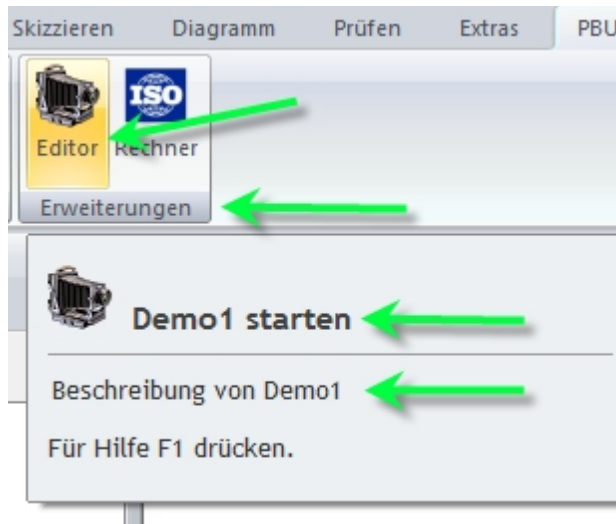 Skizzieren Diagramm Prüfen Extras PBU
ISO
Editor Rechner
Erweiterungen
Demo1 starten
Beschreibung von Demo1
Für Hilfe F1 drücken.